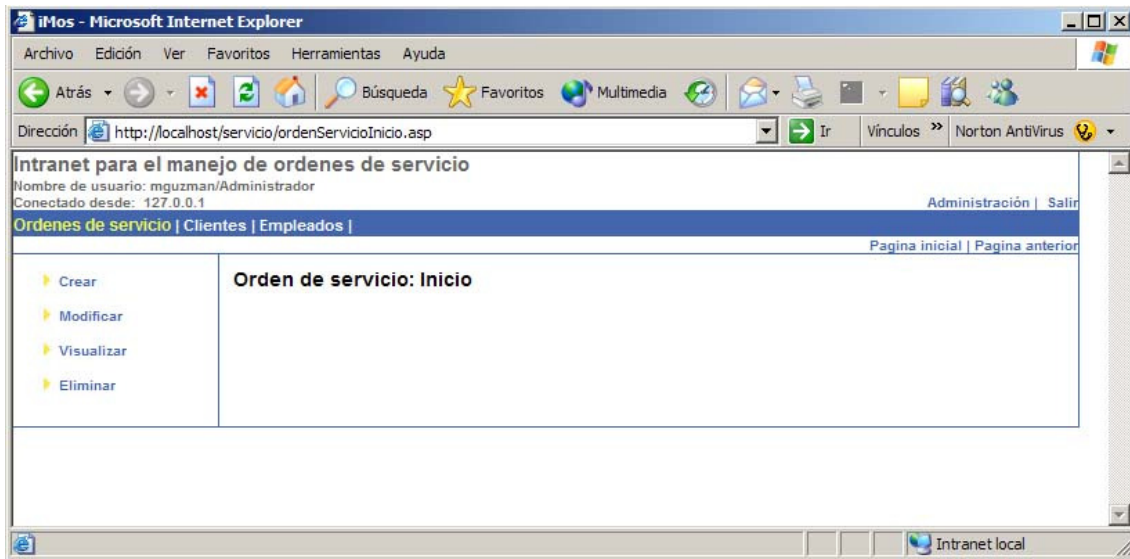 iMos - Microsoft Internet Explorer
Archivo Edición Ver Favoritos Herramientas Ayuda
Atrás Búsqueda Favoritos Multimedia
Dirección http://localhost/servicio/ordenServicioInicio.asp Ir Vínculos » Norton AntiVirus
Intranet para el manejo de ordenes de servicio
Nombre de usuario: mguzman/Administrador
Conectado desde: 127.0.0.1 Administración | Salir
Ordenes de servicio | Clientes | Empleados |
Pagina inicial | Pagina anterior
Crear
Orden de servicio: Inicio
Modificar
Visualizar
Eliminar
Intranet local